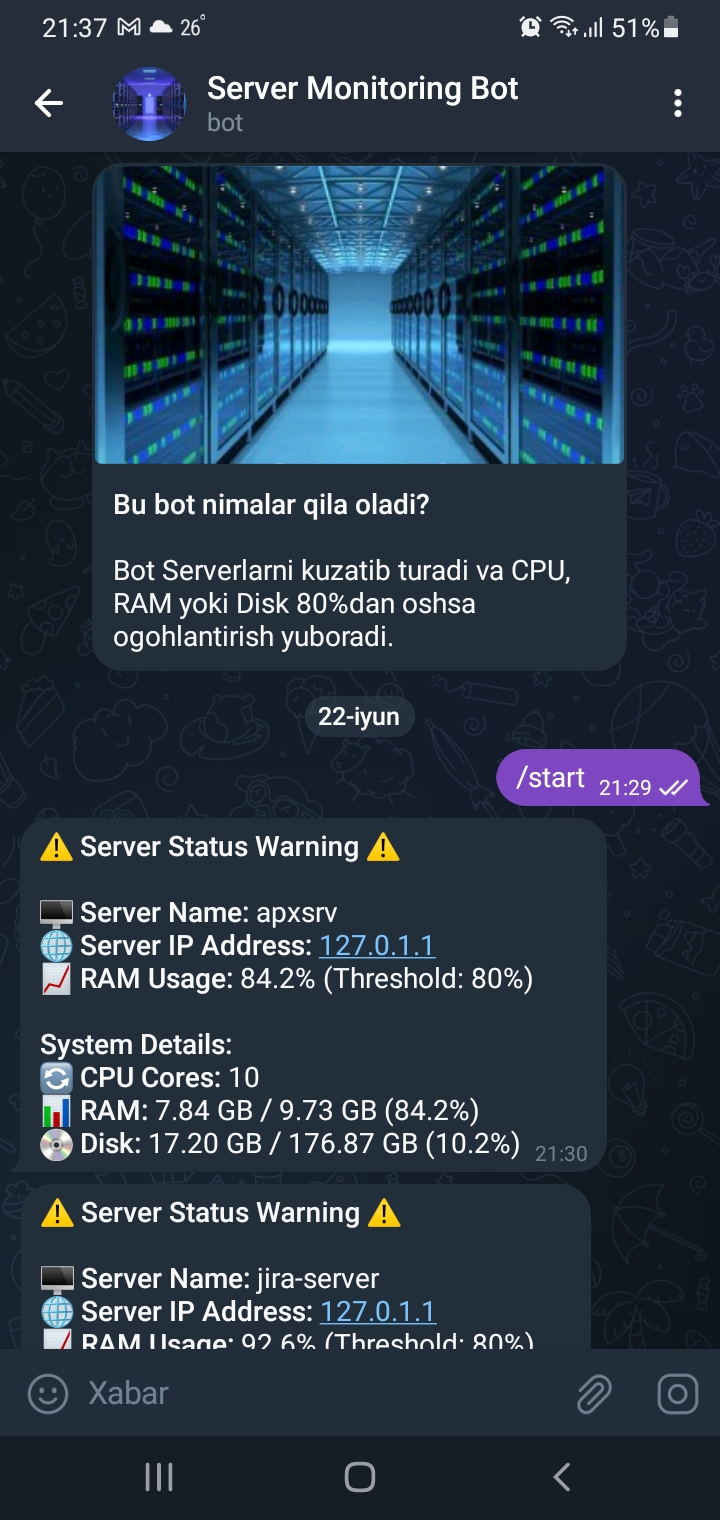 21:37 26°
51%
Server Monitoring Bot
bot
Bu bot nimalar qila oladi?
Bot Serverlarni kuzatib turadi va CPU,
RAM yoki Disk 80%dan oshsa
ogohlantirish yuboradi.
22-iyun
/start 21:29
Server Status Warning
Server Name: apxsrv
Server IP Address: 127.0.1.1
RAM Usage: 84.2% (Threshold: 80%)
System Details:
CPU Cores: 10
RAM: 7.84 GB / 9.73 GB (84.2%)
Disk: 17.20 GB / 176.87 GB (10.2%) 21:30
Server Status Warning
Server Name: jira-server
Server IP Address: 127.0.1.1
RAM Usage: 92.6% (Threshold: 80%)
Xabar